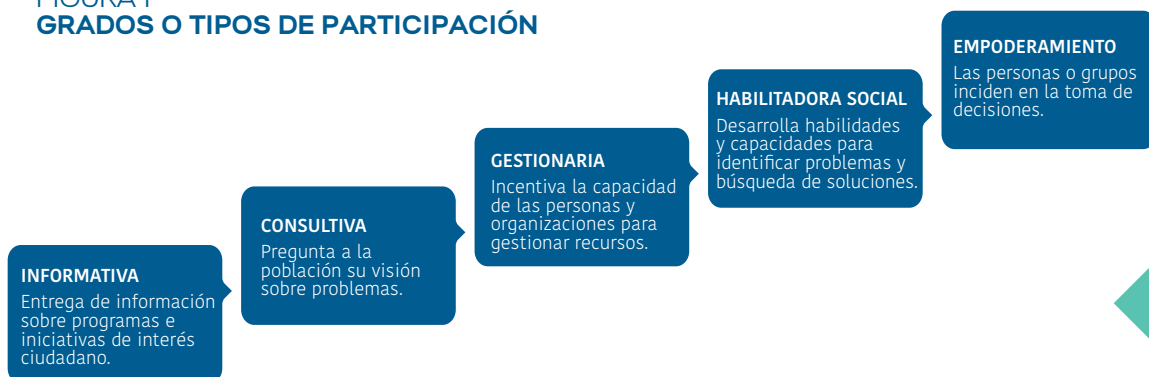 FIGURA 1
GRADOS O TIPOS DE PARTICIPACIÓN
INFORMATIVA
Entrega de información
sobre programas e
iniciativas de interés
ciudadano.
CONSULTIVA
Pregunta a la
población su visión
sobre problemas.
GESTIONARIA
Incentiva la capacidad
de las personas y
organizaciones para
gestionar recursos.
HABILITADORA SOCIAL
Desarrolla habilidades
y capacidades para
identificar problemas y
búsqueda de soluciones.
EMPODERAMIENTO
Las personas o grupos
inciden en la toma de
decisiones.